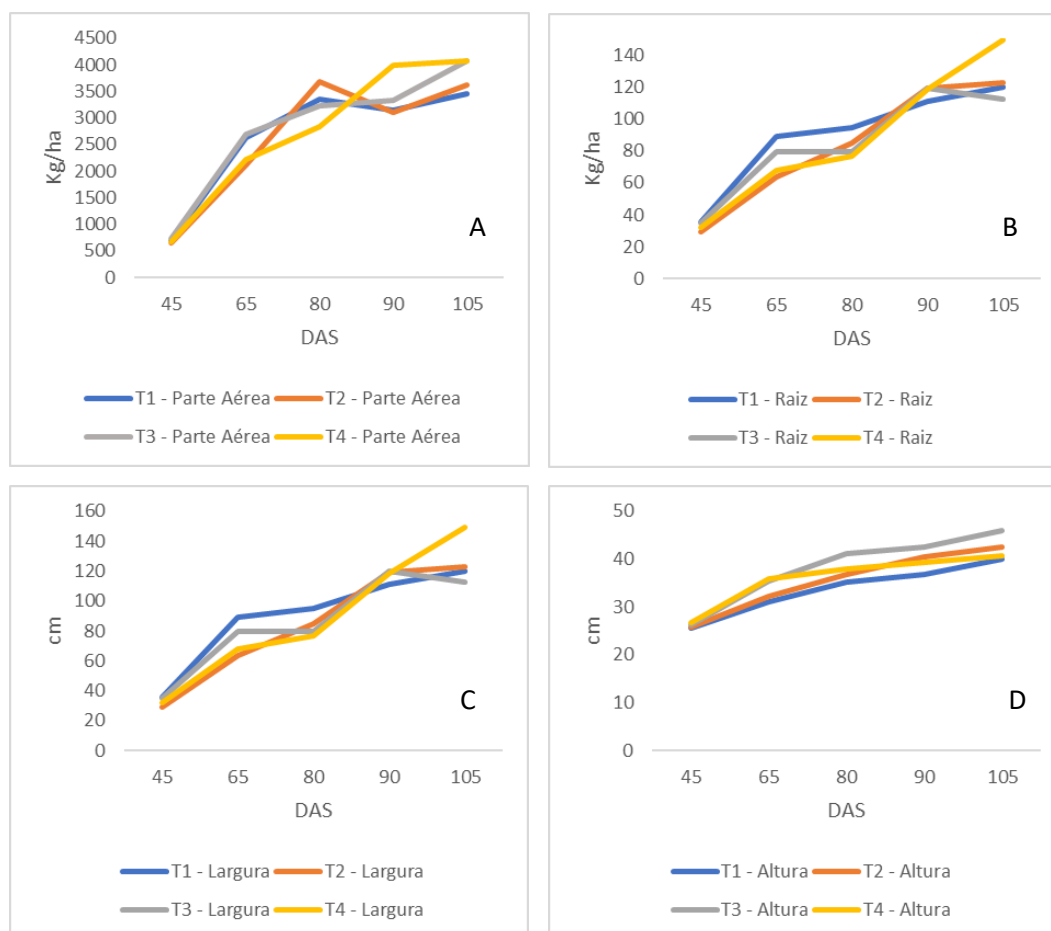 4500
4000
3500
3000
2500
2000
1500
1000
500
0
Kg/ha
A
45 65 80 90 105
DAS
T1 - Parte Aérea T2 - Parte Aérea
T3 - Parte Aérea T4 - Parte Aérea
140
120
100
80
60
40
20
0
Kg/ha
B
45 65 80 90 105
DAS
T1 - Raiz T2 - Raiz
T3 - Raiz T4 - Raiz
160
140
120
100
80
60
40
20
0
cm
C
45 65 80 90 105
DAS
T1 - Largura T2 - Largura
T3 - Largura T4 - Largura
50
40
30
20
10
0
cm
D
45 65 80 90 105
DAS
T1 - Altura T2 - Altura
T3 - Altura T4 - Altura